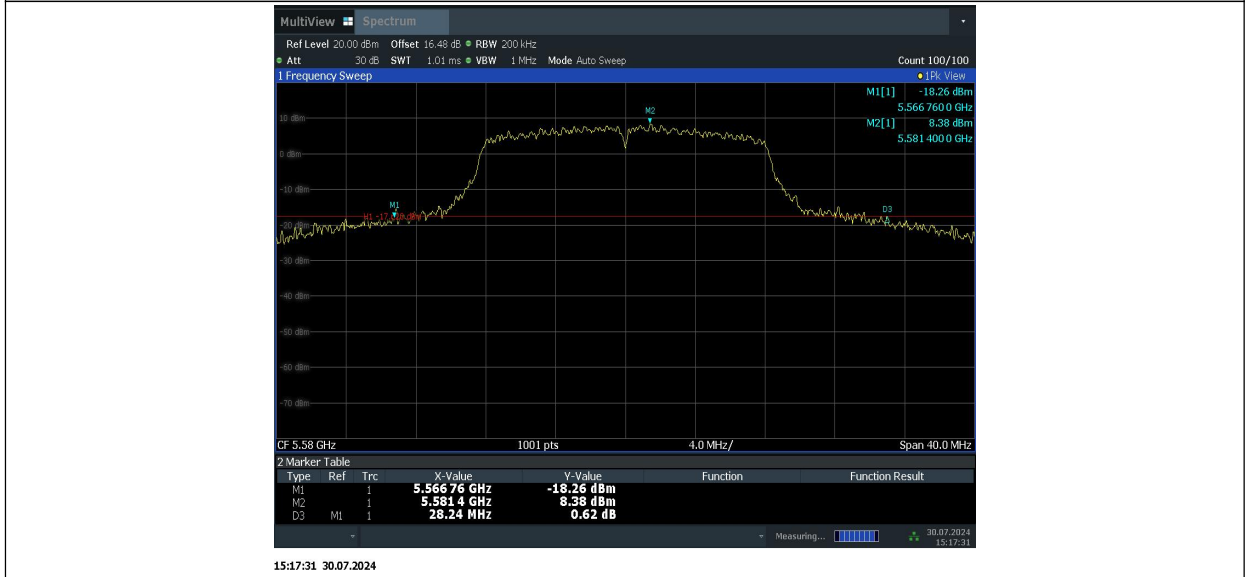 MultiView Spectrum
Ref Level 20.00 dBm Offset 16.48 dB RBW 200 kHz
Att 30 dB SWT 1.01 ms VBW 1 MHz Mode Auto Sweep Count 100/100
1 Frequency Sweep 1Pk View
M1[1] -18.26 dBm
5.566 760 0 GHz
M2[1] 8.38 dBm
5.581 400 0 GHz
M2
10 dBm
0 dBm
-10 dBm
M1
D3
-20 dBm
-30 dBm
-40 dBm
-50 dBm
-60 dBm
-70 dBm
CF 5.58 GHz 1001 pts 4.0 MHz/ Span 40.0 MHz
2 Marker Table
Type Ref Trc X-Value Y-Value Function Function Result
M1 1 5.566 76 GHz -18.26 dBm
M2 1 5.581 4 GHz 8.38 dBm
D3 M1 1 28.24 MHz 0.62 dB
Measuring... 30.07.2024
15:17:31
15:17:31 30.07.2024